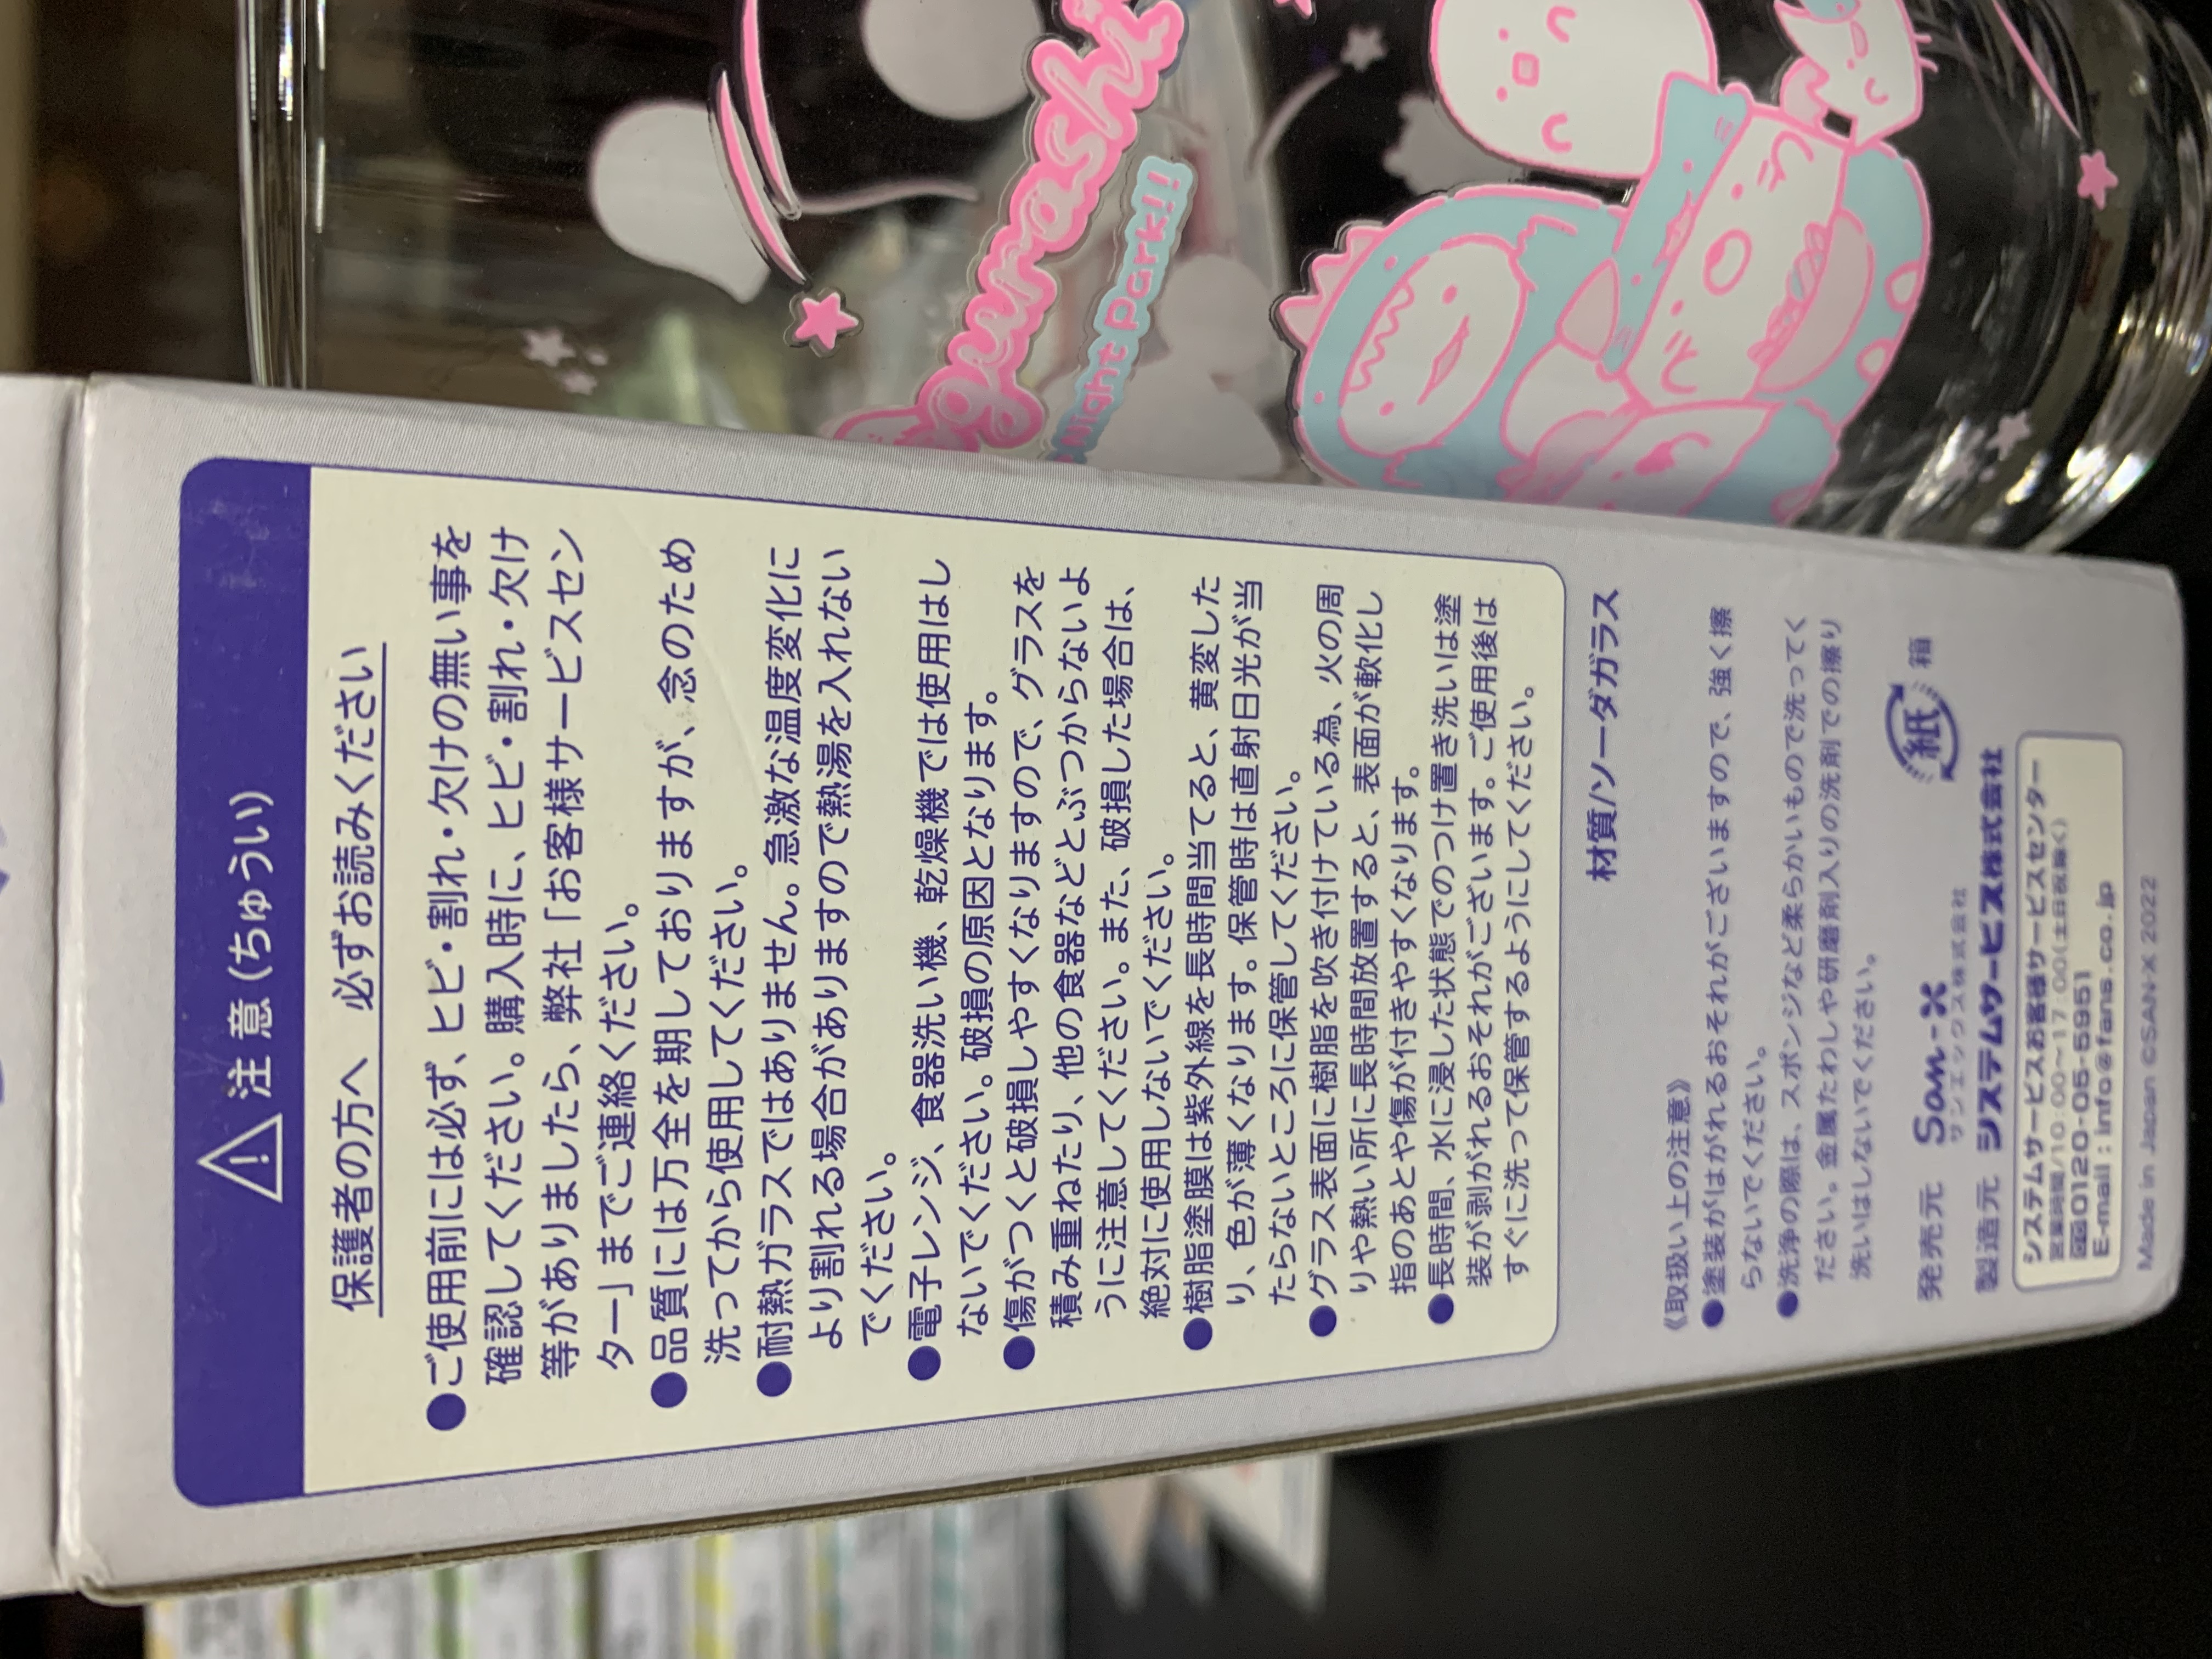 ⚠ 注意(ちゅうい)
保護者の方へ 必ずお読みください
●ご使用前には必ず、ヒビ・割れ・欠けの無い事を
確認してください。購入時に、ヒビ・割れ・欠け
等がありましたら、弊社「お客様サービスセン
ター」までご連絡ください。
●品質には万全を期しておりますが、念のため
洗ってから使用してください。
●耐熱ガラスではありません。急激な温度変化に
より割れる場合がありますので熱湯を入れない
でください。
●電子レンジ、食器洗い機、乾燥機では使用はし
ないでください。破損の原因となります。
●傷がつくと破損しやすくなりますので、グラスを
積み重ねたり、他の食器などとぶつからないよ
うに注意してください。また、破損した場合は、
絶対に使用しないでください。
●樹脂塗膜は紫外線を長時間当てると、黄変した
り、色が薄くなります。保管時は直射日光が当
たらないところに保管してください。
●グラス表面に樹脂を吹き付けている為、火の周
りや熱い所に長時間放置すると、表面が軟化し
指のあとや傷が付きやすくなります。
●長時間、水に浸した状態でのつけ置き洗いは塗
装が剥がれるおそれがございます。ご使用後は
すぐに洗って保管するようにしてください。
材質/ソーダガラス
《取扱い上の注意》
●塗装がはがれるおそれがございますので、強く擦
らないでください。
●洗浄の際は、スポンジなど柔らかいもので洗ってく
ださい。金属たわしや研磨剤入りの洗剤での擦り
洗いはしないでください。
紙 箱
発売元 San-X
サンエックス株式会社
製造元 システムサービス株式会社
システムサービスお客様サービスセンター
営業時間/10:00~17:00(土日祝除く)
0120-05-5951
E-mail:info@fans.co.jp
Made in Japan ©SAN-X 2022
gurashi
Night Park!!